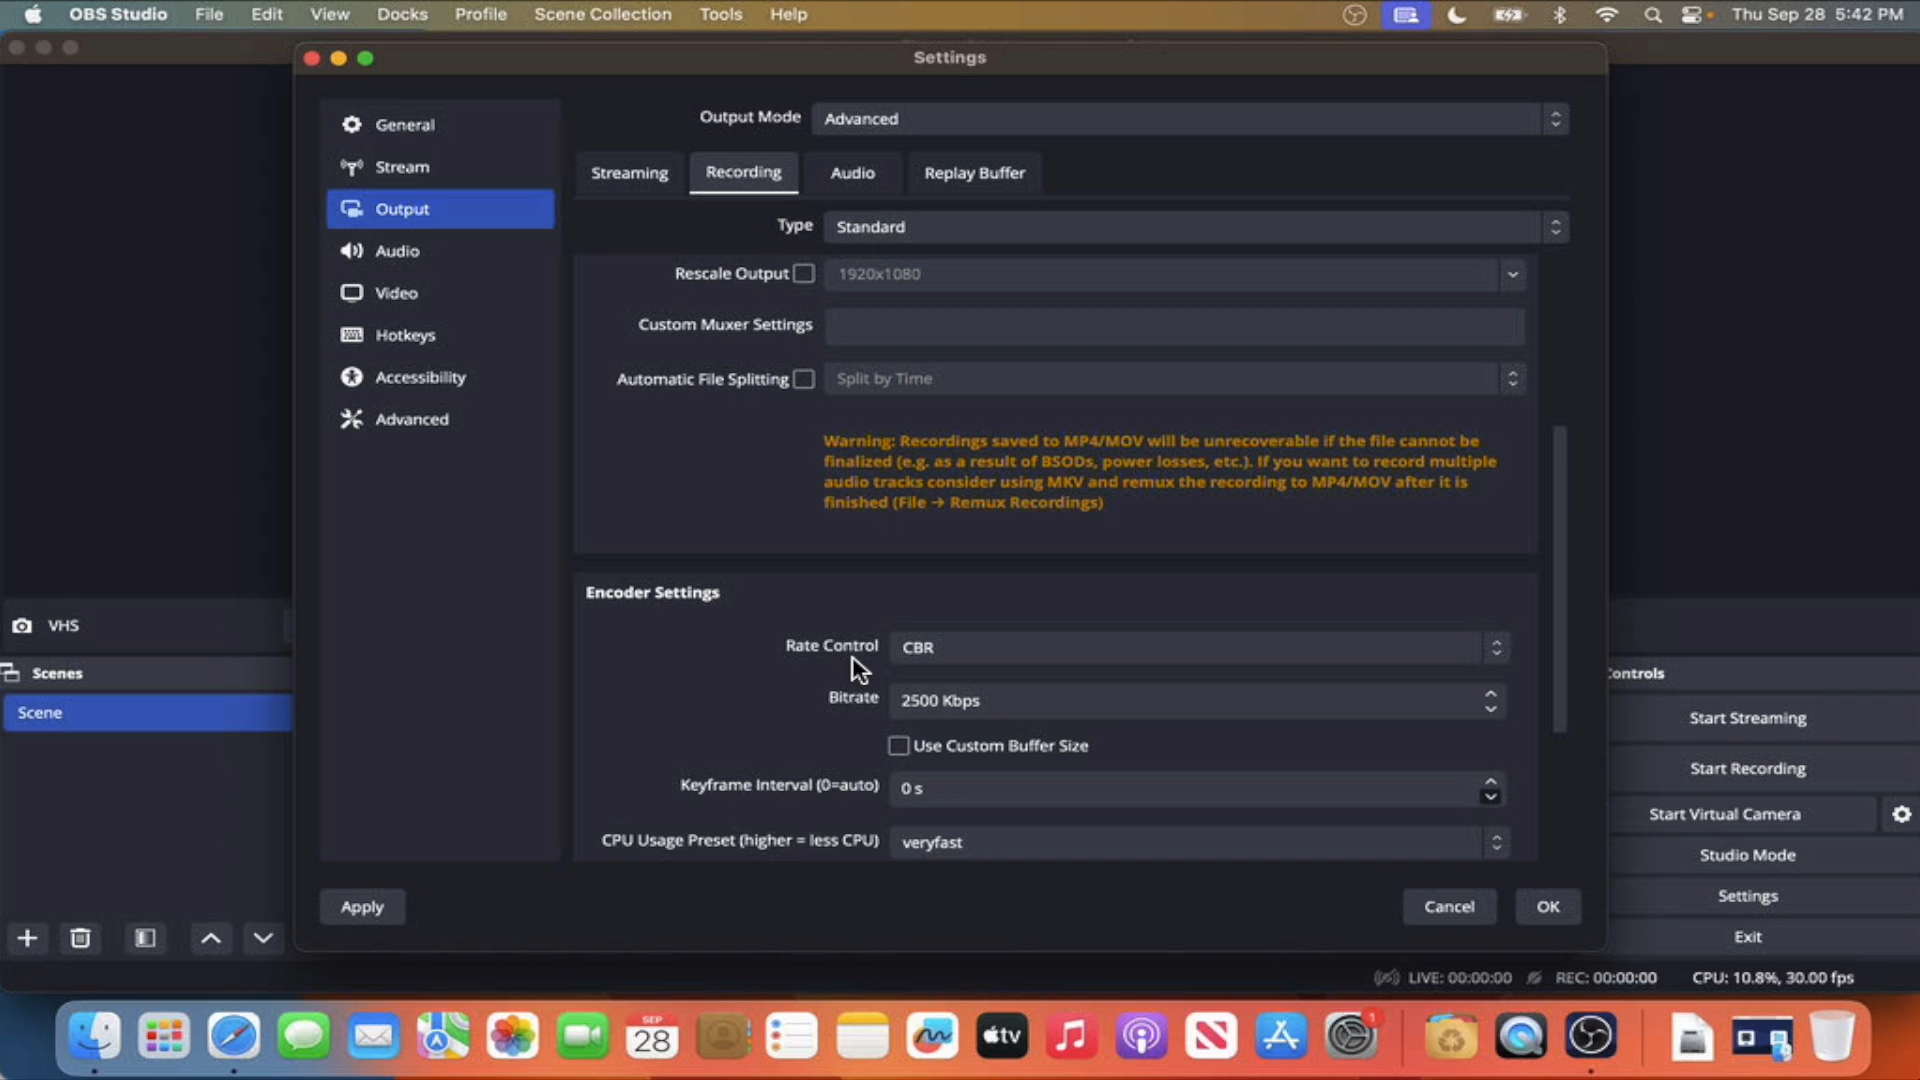 OBS Studio File Edit View Docks Profile Scene Collection Tools Help Thu Sep 28 5:42 PM
Settings
General
Stream
Output
Audio
Video
Hotkeys
Accessibility
Advanced
Output Mode Advanced
Streaming Recording Audio Replay Buffer
Type Standard
Rescale Output 1920x1080
Custom Muxer Settings
Automatic File Splitting Split by Time
Warning: Recordings saved to MP4/MOV will be unrecoverable if the file cannot be
finalized (e.g. as a result of BSODs, power losses, etc.). If you want to record multiple
audio tracks consider using MKV and remux the recording to MP4/MOV after it is
finished (File → Remux Recordings)
Encoder Settings
Rate Control CBR
Bitrate 2500 Kbps
Use Custom Buffer Size
Keyframe Interval (0=auto) 0 s
CPU Usage Preset (higher = less CPU) veryfast
Apply Cancel OK
VHS
Scenes
Scene
Controls
Start Streaming
Start Recording
Start Virtual Camera
Studio Mode
Settings
Exit
LIVE: 00:00:00 REC: 00:00:00 CPU: 10.8%, 30.00 fps
SEP
28
tv
1